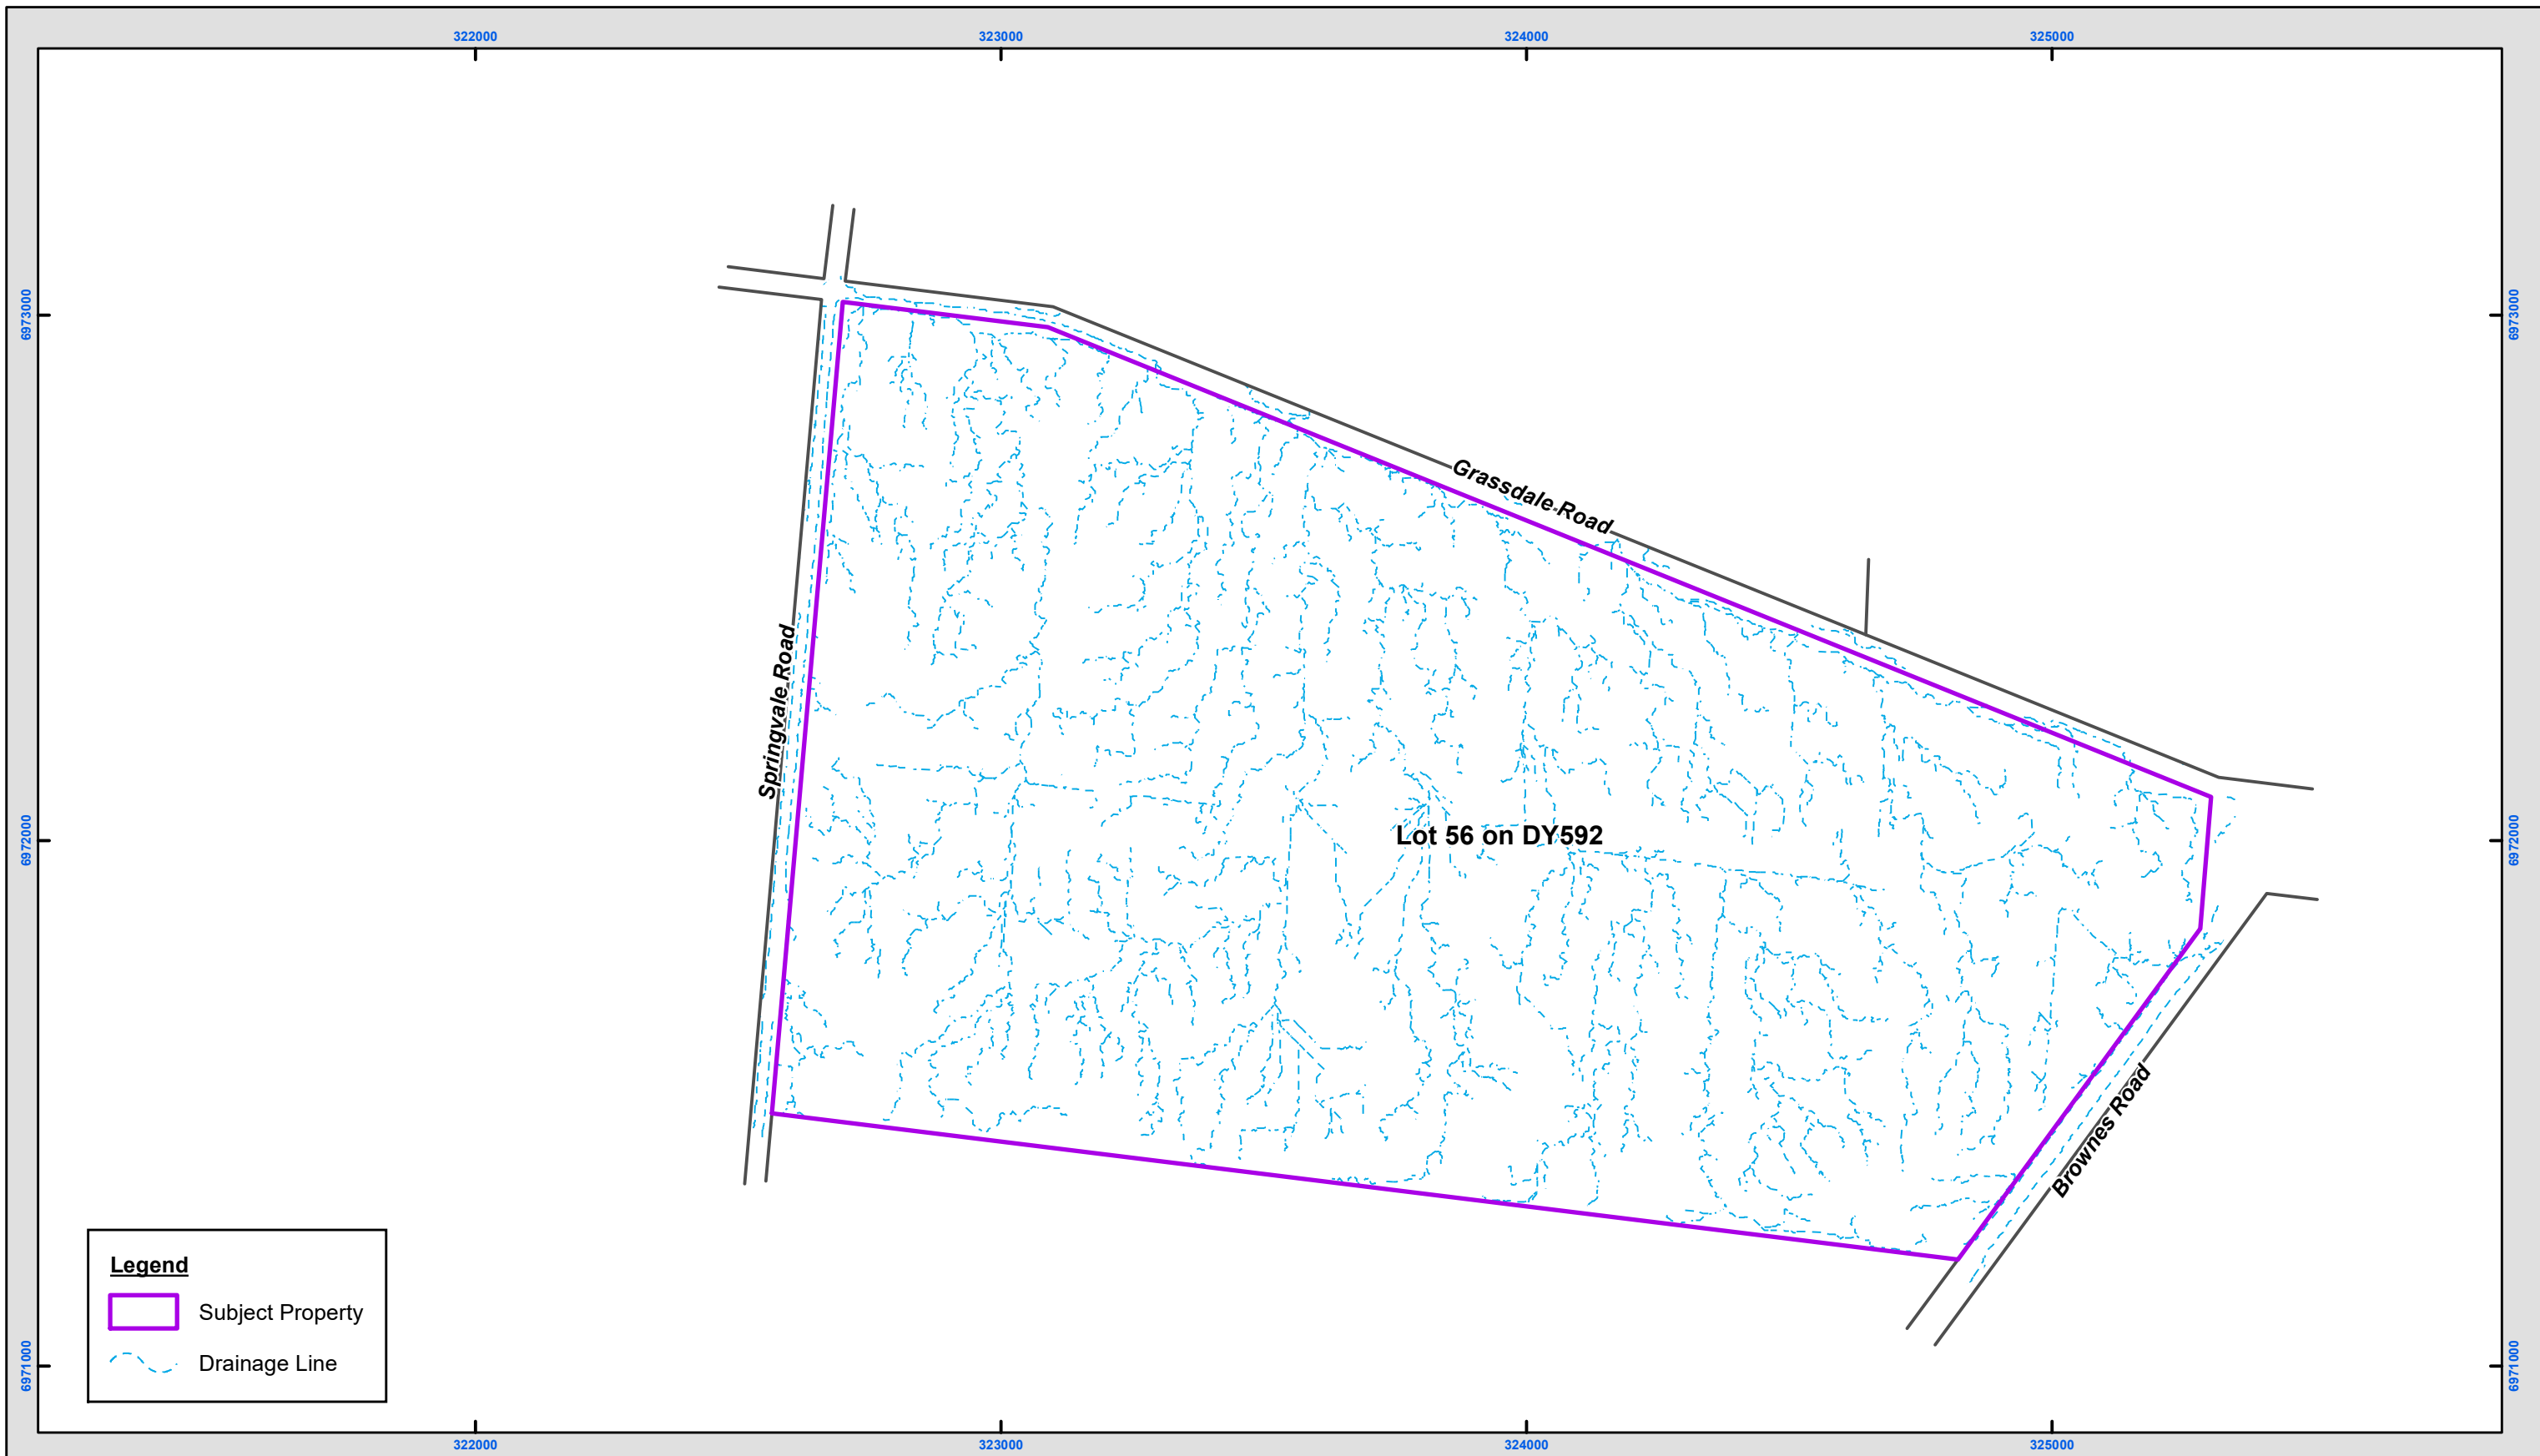 322000
323000
324000
325000
6973000
6973000
Grassdale Road
Springvale Road
6972000
Lot 56 on DY592
6972000
Brownes Road
Legend
Subject Property
Drainage Line
6971000
6971000
322000
323000
324000
325000